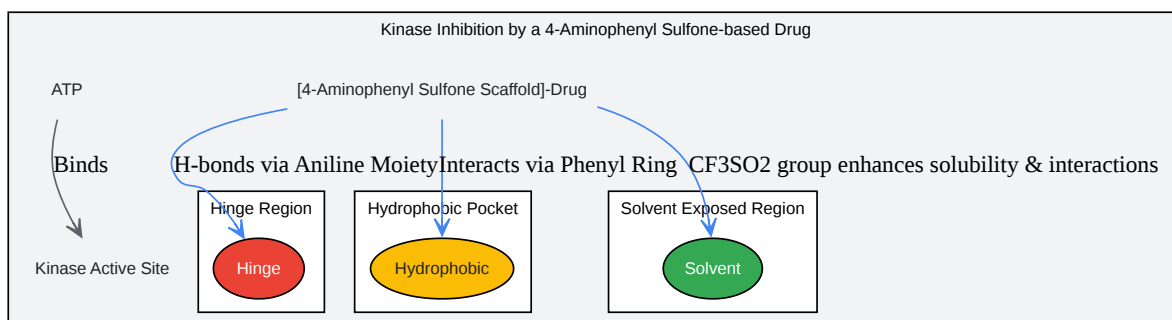 Kinase Inhibition by a 4-Aminophenyl Sulfone-based Drug
ATP
[4-Aminophenyl Sulfone Scaffold]-Drug
Binds
H-bonds via Aniline Moiety
Interacts via Phenyl Ring
CF3SO2 group enhances solubility & interactions
Hinge Region
Hydrophobic Pocket
Solvent Exposed Region
Kinase Active Site
Hinge
Hydrophobic
Solvent